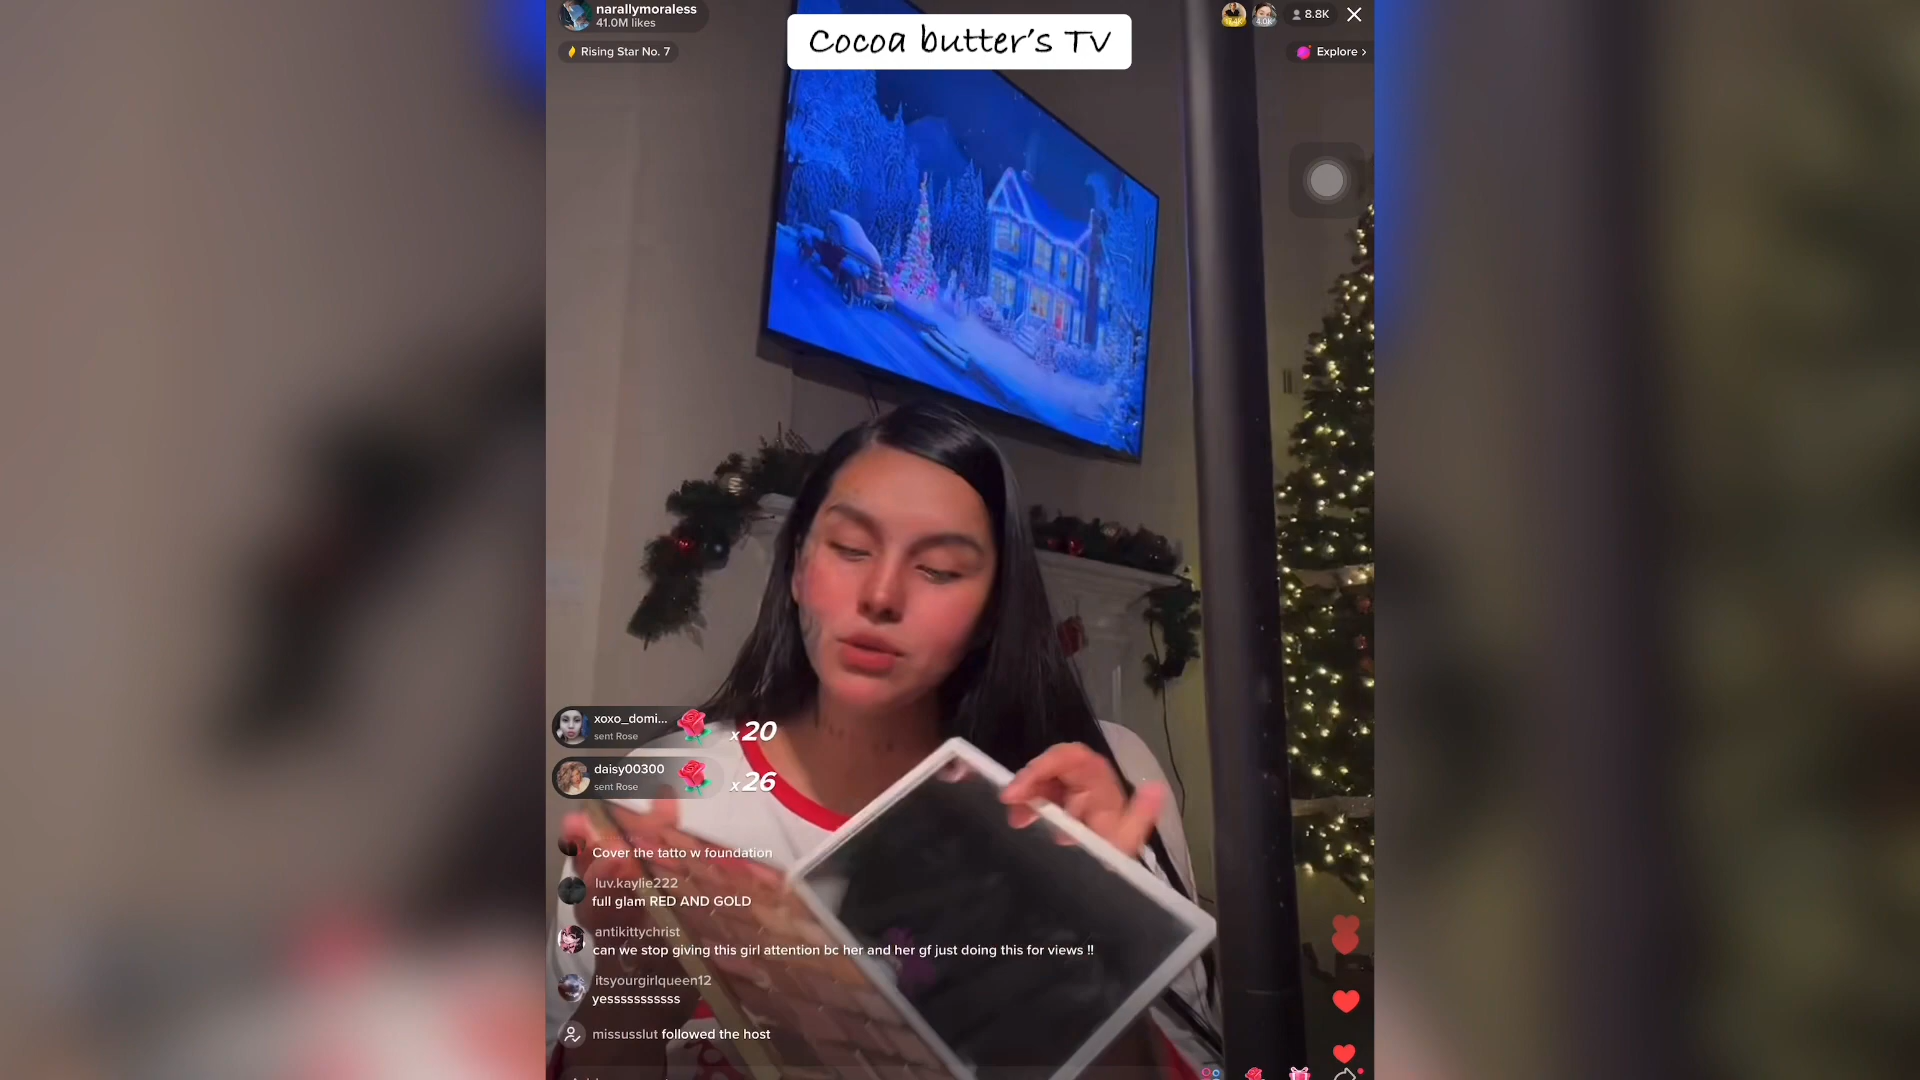 narallymoraless
41.0M likes
8.8K
Cocoa butter's TV
Rising Star No. 7
Explore >
xoxo_domi...
sent Rose
x20
daisy00300
sent Rose
x26
Cover the tatto w foundation
luv.kaylie222
full glam RED AND GOLD
antikittychrist
can we stop giving this girl attention bc her and her gf just doing this for views !!
itsyourgirlqueen12
yesssssssssss
missusslut followed the host